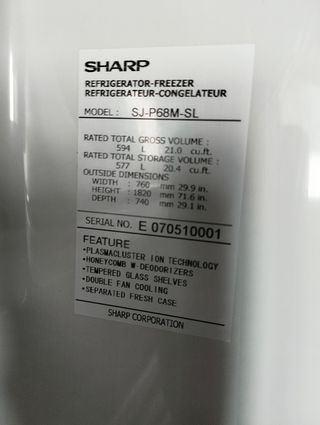 SHARP
REFRIGERATOR-FREEZER
REFRIGERATEUR-CONGELATEUR
MODEL : SJ-P68M-SL
RATED TOTAL GROSS VOLUME :
594 L 21.0 cu.ft.
RATED TOTAL STORAGE VOLUME :
577 L 20.4 cu.ft.
OUTSIDE DIMENSIONS
WIDTH : 760 mm 29.9 in.
HEIGHT : 1820 mm 71.6 in.
DEPTH : 740 mm 29.1 in.
SERIAL NO. E 070510001
FEATURE
•PLASMACLUSTER ION TECHNOLOGY
•HONEYCOMB W-DEODORIZERS
•TEMPERED GLASS SHELVES
•DOUBLE FAN COOLING
•SEPARATED FRESH CASE
SHARP CORPORATION